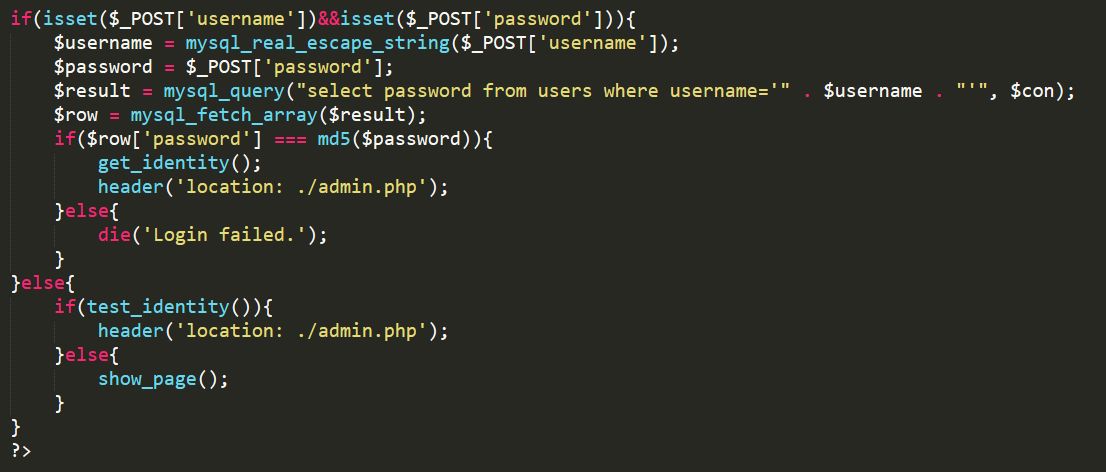 if(isset($_POST['username'])&&isset($_POST['password'])){
    $username = mysql_real_escape_string($_POST['username']);
    $password = $_POST['password'];
    $result = mysql_query("select password from users where username='" . $username . "'", $con);
    $row = mysql_fetch_array($result);
    if($row['password'] === md5($password)){
        get_identity();
        header('location: ./admin.php');
    }else{
        die('Login failed.');
    }
}else{
    if(test_identity()){
        header('location: ./admin.php');
    }else{
        show_page();
    }
}
?>